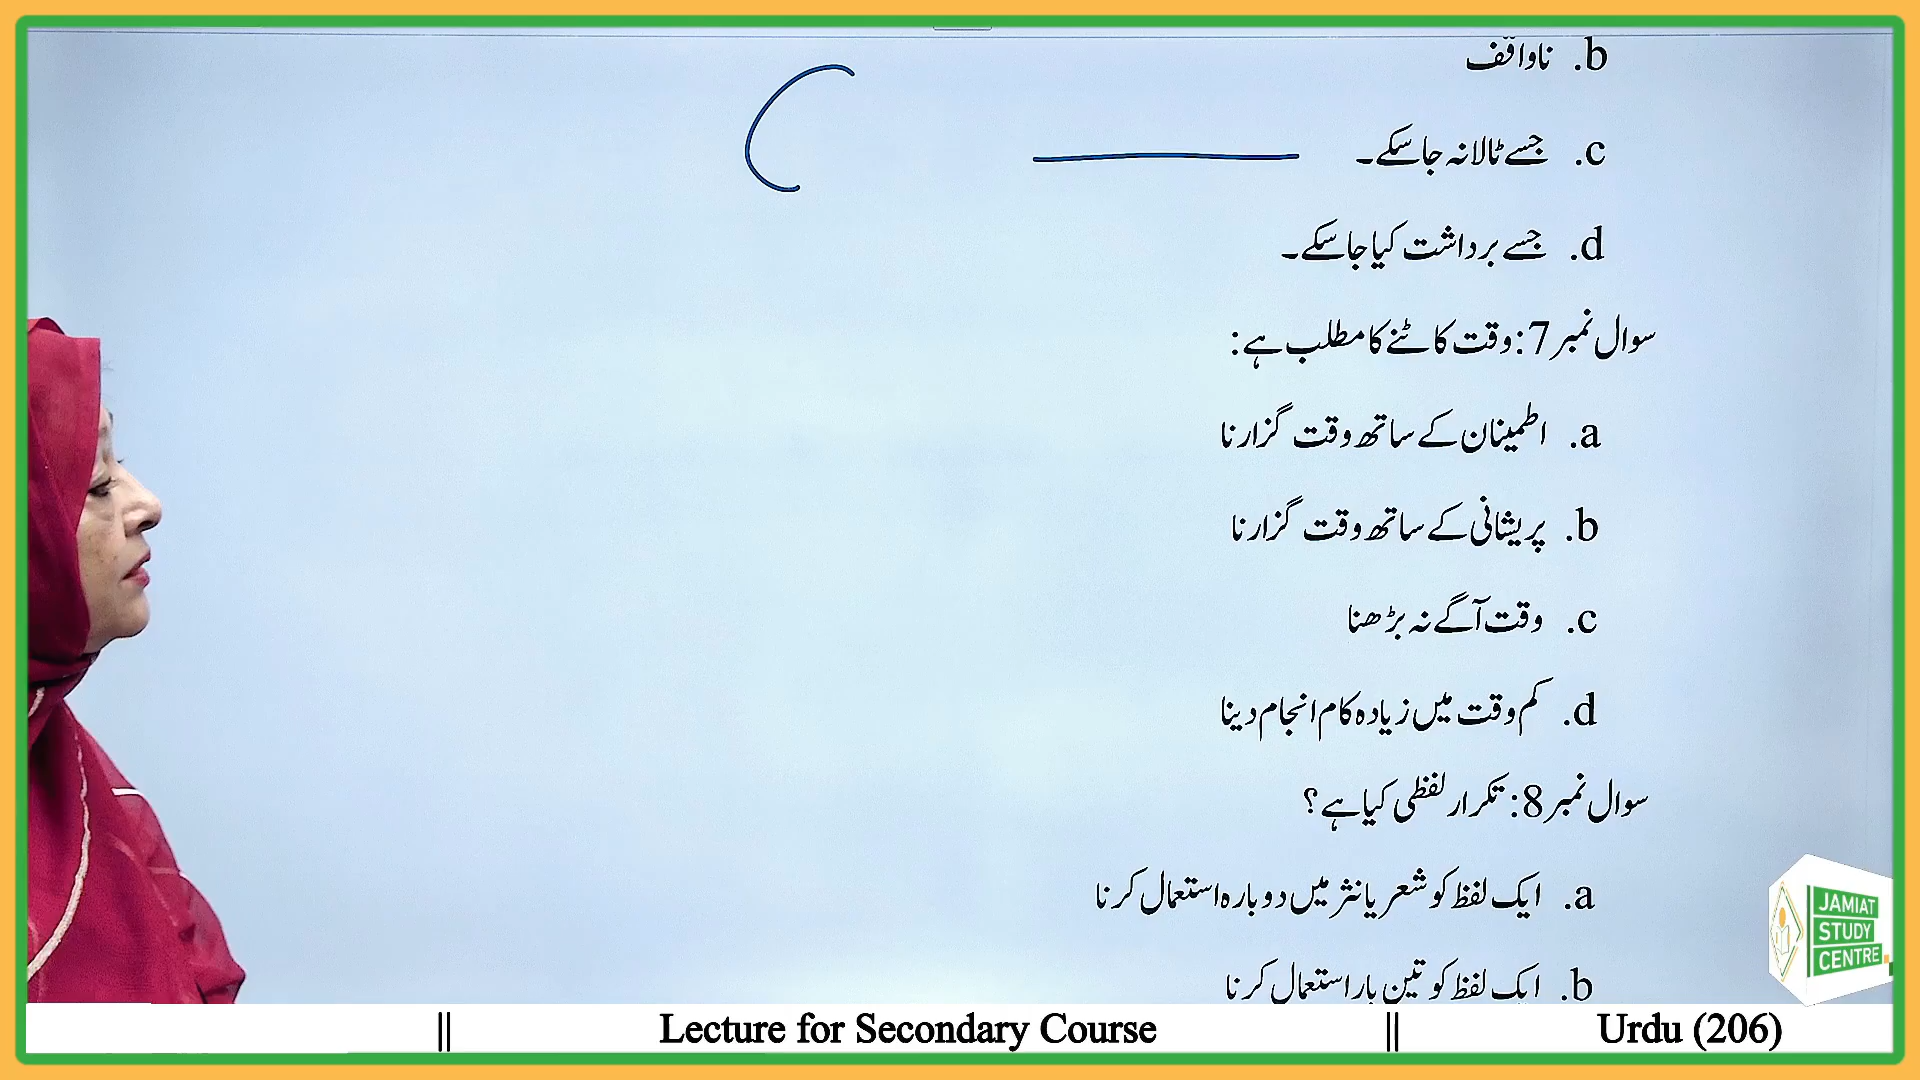 b. ناواقف
c. جسے ٹالا نہ جا سکے۔
d. جسے برداشت کیا جا سکے۔
سوال نمبر 7: وقت کاٹنے کا مطلب ہے:
a. اطمینان کے ساتھ وقت گزارنا
b. پریشانی کے ساتھ وقت گزارنا
c. وقت آگے نہ بڑھنا
d. کم وقت میں زیادہ کام انجام دینا
سوال نمبر 8: تکرار لفظی کیا ہے؟
a. ایک لفظ کو شعر یا نثر میں دوبارہ استعمال کرنا
b. ایک لفظ کو تین بار استعمال کرنا
JAMIAT
STUDY
CENTRE
|| Lecture for Secondary Course || Urdu (206)